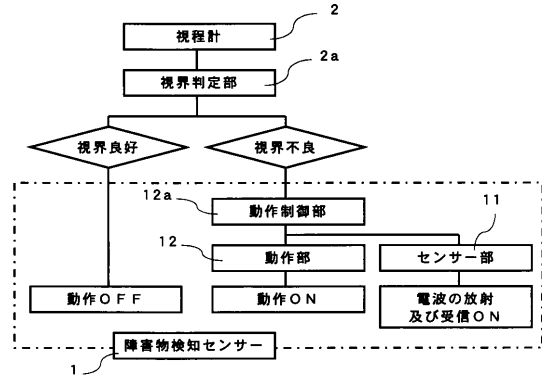 2
視程計
2a
視界判定部
視界良好
視界不良
12a
動作制御部
11
12
動作部
センサー部
動作OFF
動作ON
電波の放射
及び受信ON
障害物検知センサー
1